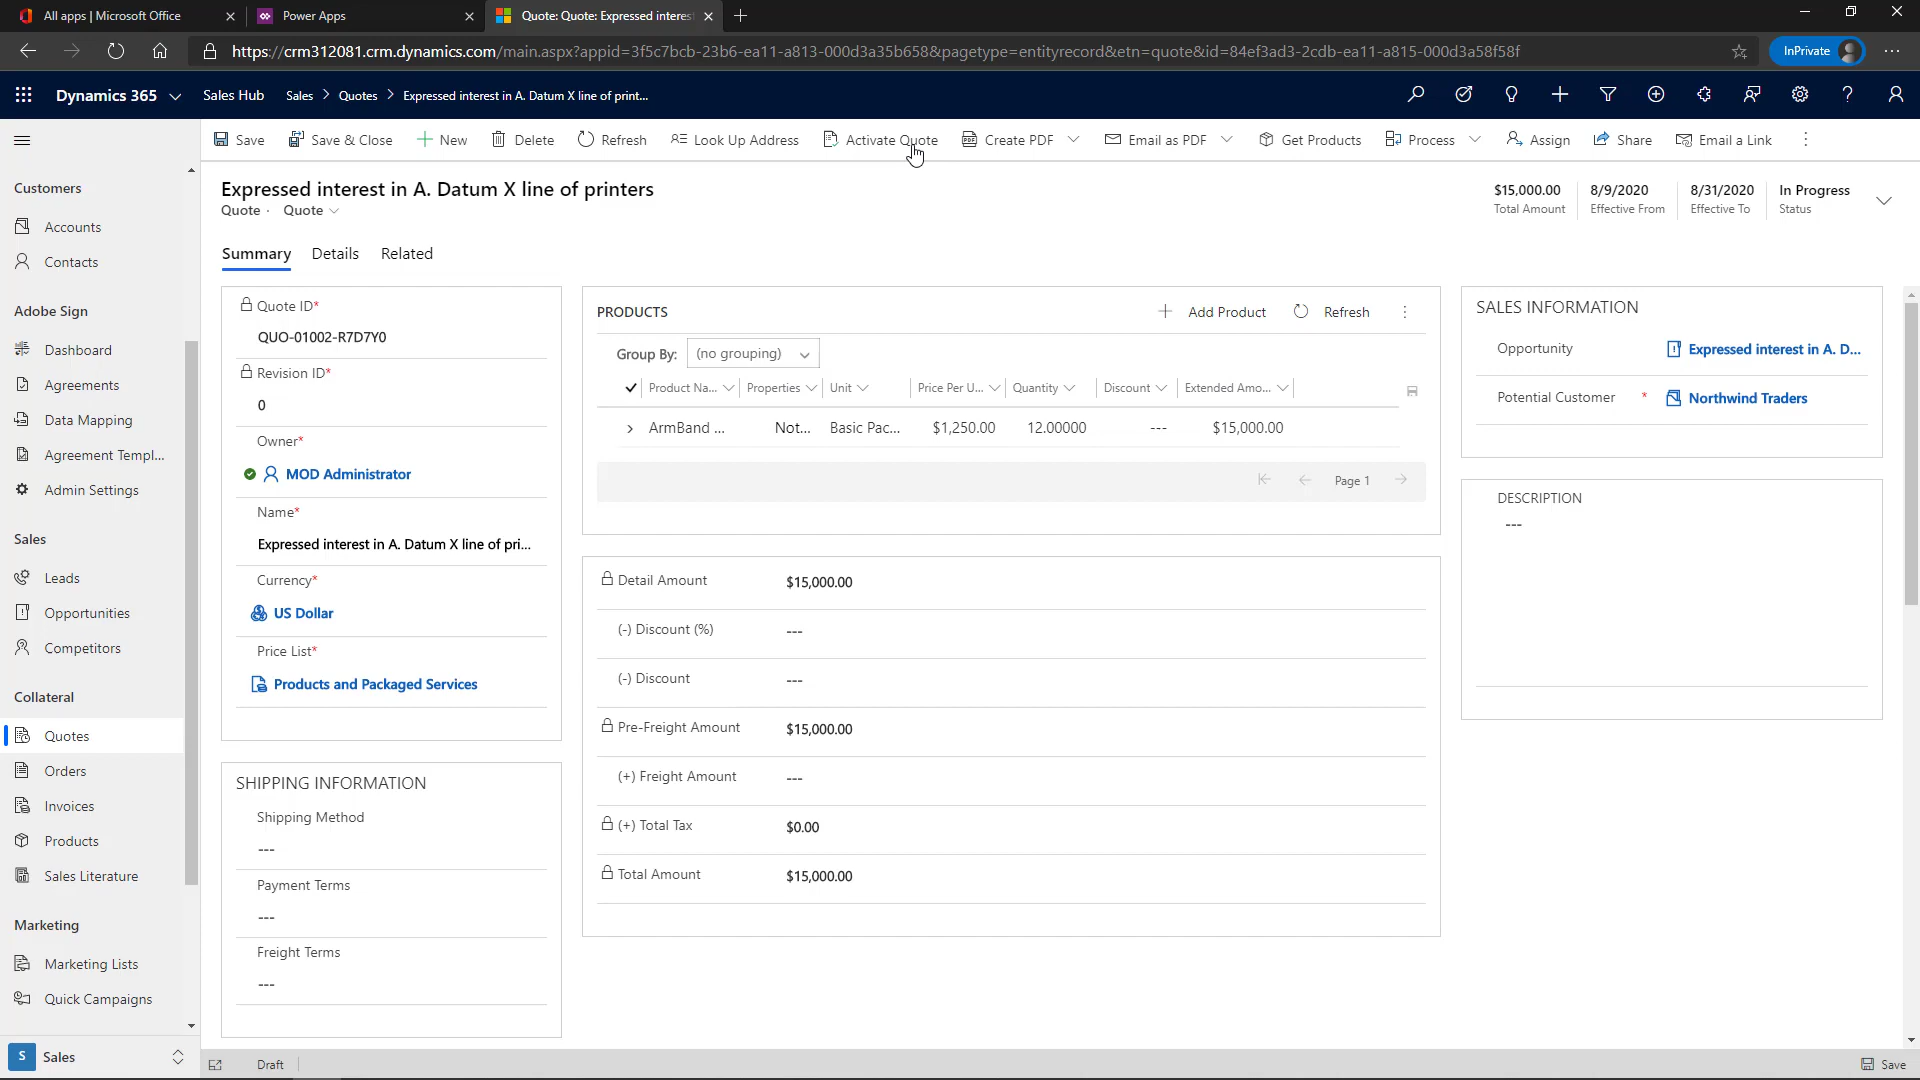 All apps | Microsoft Office
Power Apps
Quote: Quote: Expressed interest
https://crm312081.crm.dynamics.com/main.aspx?appid=3f5c7bcb-23b6-ea11-a813-000d3a35b658&pagetype=entityrecord&etn=quote&id=84ef3ad3-2cdb-ea11-a815-000d3a58f58f
InPrivate
Dynamics 365
Sales Hub
Sales > Quotes > Expressed interest in A. Datum X line of print...
Save
Save & Close
New
Delete
Refresh
Look Up Address
Activate Quote
Create PDF
Email as PDF
Get Products
Process
Assign
Share
Email a Link
Customers
Accounts
Contacts
Adobe Sign
Dashboard
Agreements
Data Mapping
Agreement Templ...
Admin Settings
Sales
Leads
Opportunities
Competitors
Collateral
Quotes
Orders
Invoices
Products
Sales Literature
Marketing
Marketing Lists
Quick Campaigns
S Sales
Expressed interest in A. Datum X line of printers
Quote · Quote
$15,000.00
Total Amount
8/9/2020
Effective From
8/31/2020
Effective To
In Progress
Status
Summary
Details
Related
Quote ID*
QUO-01002-R7D7Y0
Revision ID*
0
Owner*
MOD Administrator
Name*
Expressed interest in A. Datum X line of pri...
Currency*
US Dollar
Price List*
Products and Packaged Services
SHIPPING INFORMATION
Shipping Method
---
Payment Terms
---
Freight Terms
---
PRODUCTS
Add Product
Refresh
Group By: (no grouping)
Product Na...
Properties
Unit
Price Per U...
Quantity
Discount
Extended Amo...
ArmBand ...
Not...
Basic Pac...
$1,250.00
12.00000
---
$15,000.00
Page 1
Detail Amount
$15,000.00
(-) Discount (%)
---
(-) Discount
---
Pre-Freight Amount
$15,000.00
(+) Freight Amount
---
(+) Total Tax
$0.00
Total Amount
$15,000.00
SALES INFORMATION
Opportunity
Expressed interest in A. D...
Potential Customer *
Northwind Traders
DESCRIPTION
---
Draft
Save